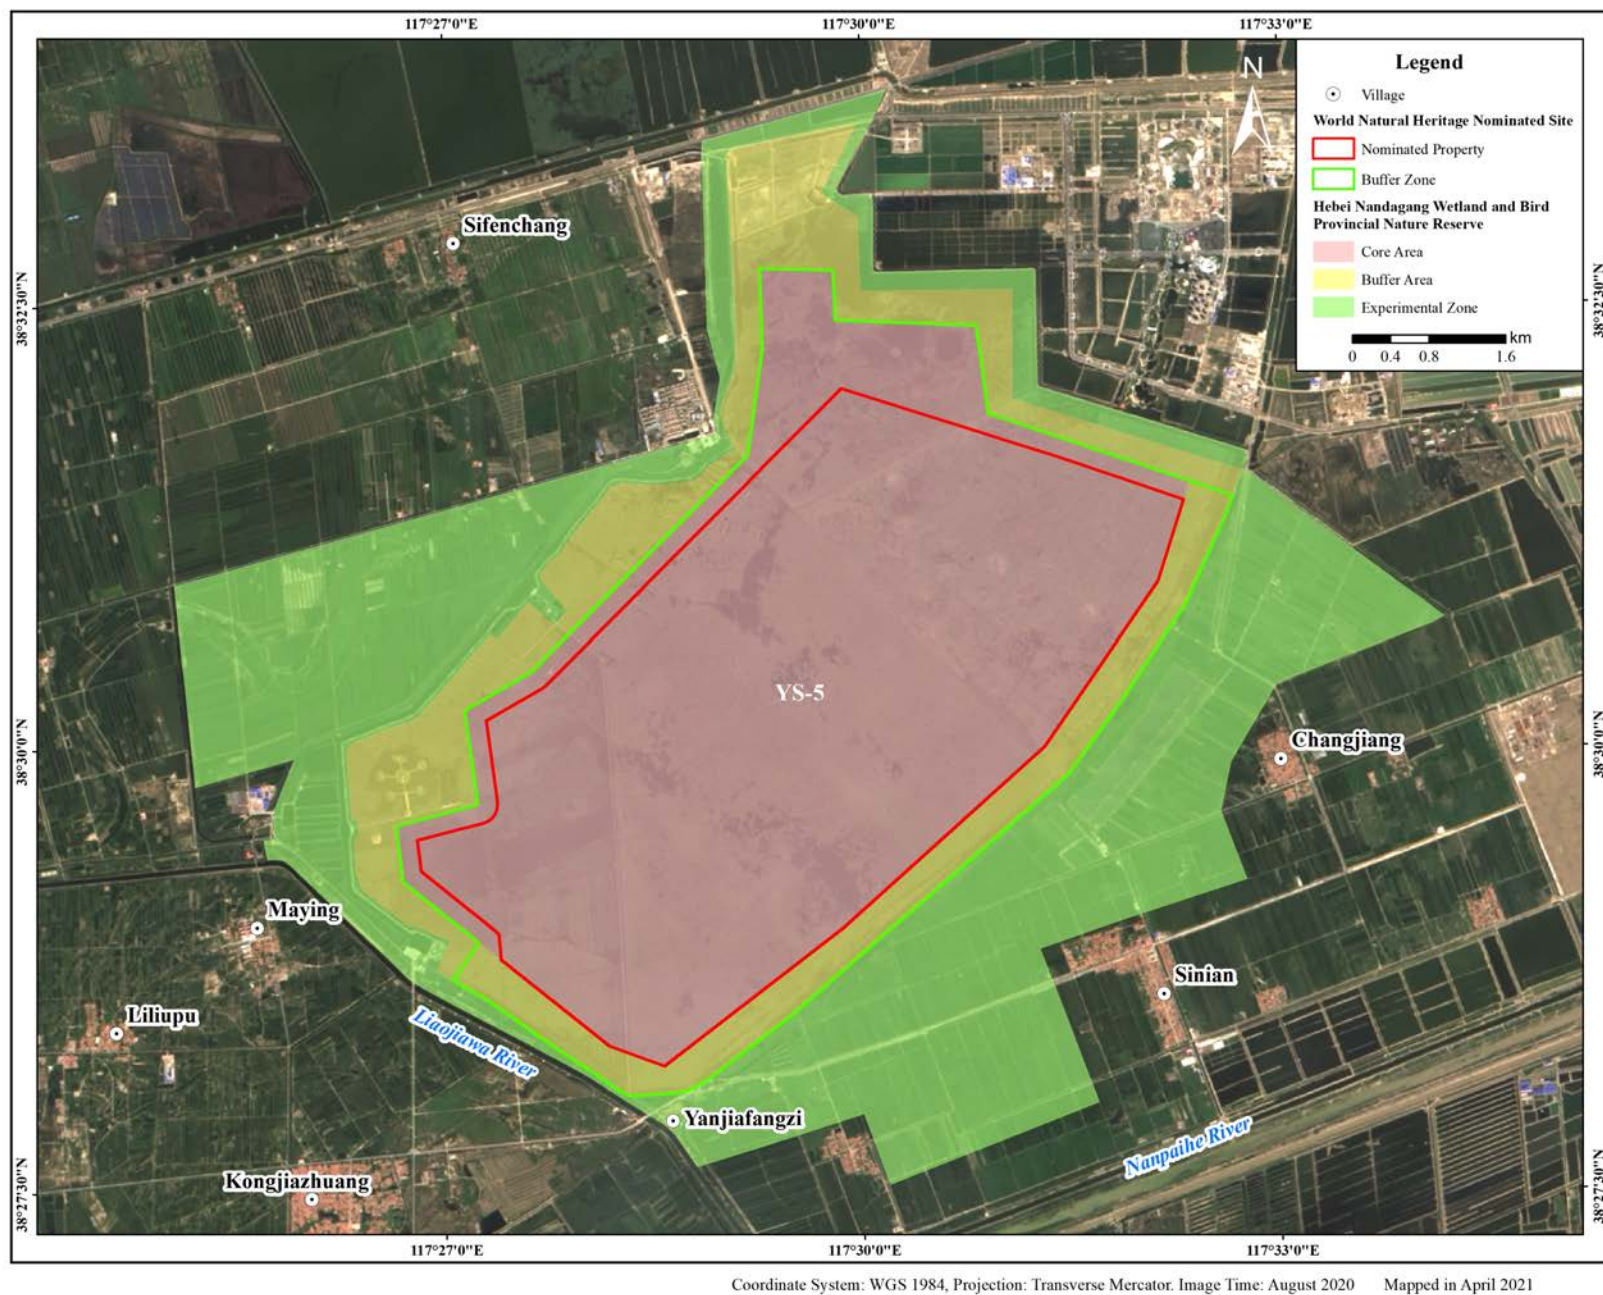 117°27'0"E
117°30'0"E
117°33'0"E
Legend
N
Village
World Natural Heritage Nominated Site
Nominated Property
Buffer Zone
Hebei Nandagang Wetland and Bird
Provincial Nature Reserve
Core Area
Buffer Area
Experimental Zone
km
0 0.4 0.8 1.6
Sifenchang
38°32'30"N
38°32'30"N
YS-5
38°30'0"N
Changjiang
38°30'0"N
Maying
Sinian
Liliupu
Liaojiawa River
Yanjiafangzi
Nanpaihe River
Kongjiazhuang
38°27'30"N
38°27'30"N
117°27'0"E
117°30'0"E
117°33'0"E
Coordinate System: WGS 1984, Projection: Transverse Mercator. Image Time: August 2020 Mapped in April 2021